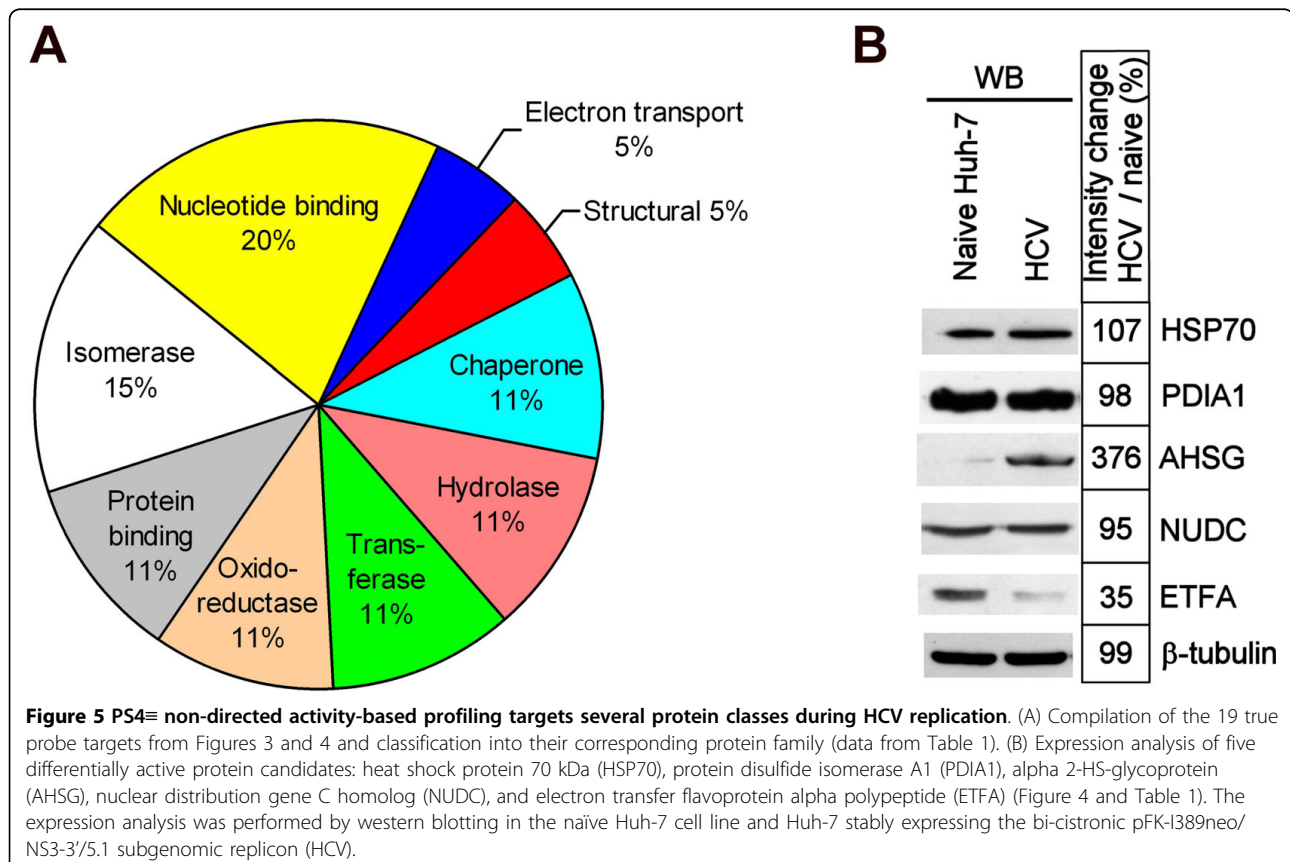 A
Electron transport
5%
Structural 5%
Nucleotide binding
20%
Isomerase
15%
Chaperone
11%
Hydrolase
11%
Protein
binding
11%
Oxido-
reductase
11%
Trans-
ferase
11%
B
WB
Naive Huh-7
HCV
Intensity change
HCV / naive (%)
107 HSP70
98 PDIA1
376 AHSG
95 NUDC
35 ETFA
99 β-tubulin
Figure 5 PS4≡ non-directed activity-based profiling targets several protein classes during HCV replication. (A) Compilation of the 19 true
probe targets from Figures 3 and 4 and classification into their corresponding protein family (data from Table 1). (B) Expression analysis of five
differentially active protein candidates: heat shock protein 70 kDa (HSP70), protein disulfide isomerase A1 (PDIA1), alpha 2-HS-glycoprotein
(AHSG), nuclear distribution gene C homolog (NUDC), and electron transfer flavoprotein alpha polypeptide (ETFA) (Figure 4 and Table 1). The
expression analysis was performed by western blotting in the naïve Huh-7 cell line and Huh-7 stably expressing the bi-cistronic pFK-I389neo/
NS3-3′/5.1 subgenomic replicon (HCV).